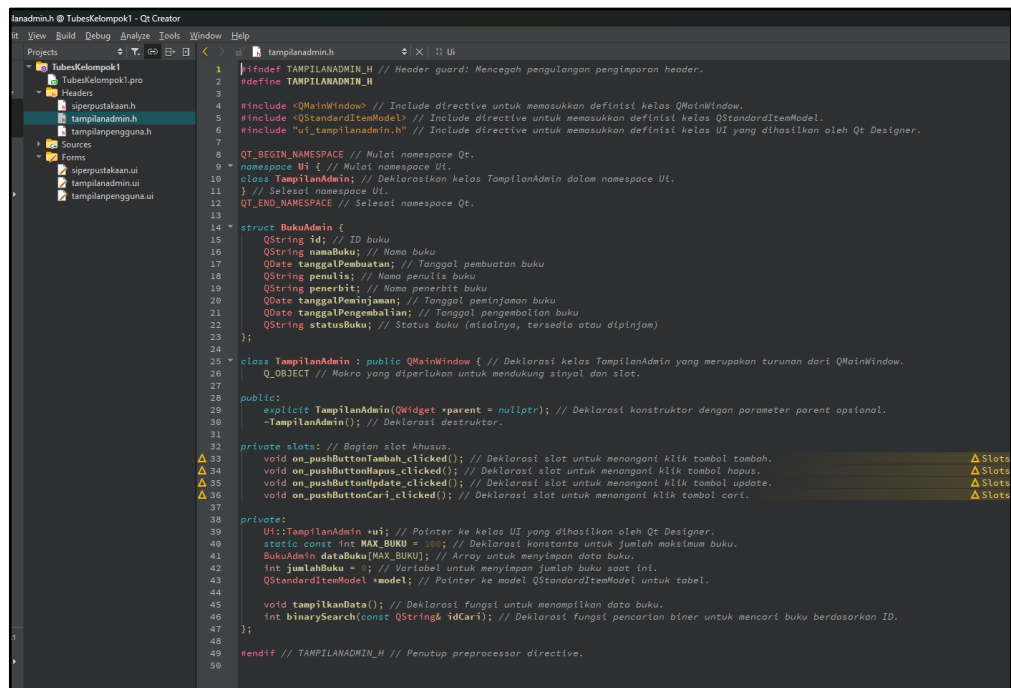 lanadmin.h @ TubesKelompok1 - Qt Creator
dit View Build Debug Analyze Tools Window Help
Projects
tampilanadmin.h
Ui
TubesKelompok1
TubesKelompok1.pro
Headers
siperpustakaan.h
tampilanadmin.h
tampilanpengguna.h
Sources
Forms
siperpustakaan.ui
tampilanadmin.ui
tampilanpengguna.ui
1 #ifndef TAMPILANADMIN_H // Header guard: Mencegah pengulangan pengimporan header.
2 #define TAMPILANADMIN_H
3
4 #include <QMainWindow> // Include directive untuk memasukkan definisi kelas QMainWindow.
5 #include <QStandardItemModel> // Include directive untuk memasukkan definisi kelas QStandardItemModel.
6 #include "ui_tampilanadmin.h" // Include directive untuk memasukkan definisi kelas UI yang dihasilkan oleh Qt Designer.
7
8 QT_BEGIN_NAMESPACE // Mulai namespace Qt.
9 namespace Ui { // Mulai namespace Ui.
10 class TampilanAdmin; // Deklarasikan kelas TampilanAdmin dalam namespace Ui.
11 } // Selesai namespace Ui.
12 QT_END_NAMESPACE // Selesai namespace Qt.
13
14 struct BukuAdmin {
15 QString id; // ID buku
16 QString namaBuku; // Nama buku
17 QDate tanggalPembuatan; // Tanggal pembuatan buku
18 QString penulis; // Nama penulis buku
19 QString penerbit; // Nama penerbit buku
20 QDate tanggalPeminjaman; // Tanggal peminjaman buku
21 QDate tanggalPengembalian; // Tanggal pengembalian buku
22 QString statusBuku; // Status buku (misalnya, tersedia atau dipinjam)
23 };
24
25 class TampilanAdmin : public QMainWindow { // Deklarasi kelas TampilanAdmin yang merupakan turunan dari QMainWindow.
26 Q_OBJECT // Makro yang diperlukan untuk mendukung sinyal dan slot.
27
28 public:
29 explicit TampilanAdmin(QWidget *parent = nullptr); // Deklarasi konstruktor dengan parameter parent opsional.
30 ~TampilanAdmin(); // Deklarasi destruktor.
31
32 private slots: // Bagian slot khusus.
33 void on_pushButtonTambah_clicked(); // Deklarasi slot untuk menangani klik tombol tambah. Slots
34 void on_pushButtonHapus_clicked(); // Deklarasi slot untuk menangani klik tombol hapus. Slots
35 void on_pushButtonUpdate_clicked(); // Deklarasi slot untuk menangani klik tombol update. Slots
36 void on_pushButtonCari_clicked(); // Deklarasi slot untuk menangani klik tombol cari. Slots
37
38 private:
39 Ui::TampilanAdmin *ui; // Pointer ke kelas UI yang dihasilkan oleh Qt Designer.
40 static const int MAX_BUKU = 100; // Deklarasi konstanta untuk jumlah maksimum buku.
41 BukuAdmin dataBuku[MAX_BUKU]; // Array untuk menyimpan data buku.
42 int jumlahBuku = 0; // Variabel untuk menyimpan jumlah buku saat ini.
43 QStandardItemModel *model; // Pointer ke model QStandardItemModel untuk tabel.
44
45 void tampilkanData(); // Deklarasi fungsi untuk menampilkan data buku.
46 int binarySearch(const QString& idCari); // Deklarasi fungsi pencarian biner untuk mencari buku berdasarkan ID.
47 };
48
49 #endif // TAMPILANADMIN_H // Penutup preprocessor directive.
50